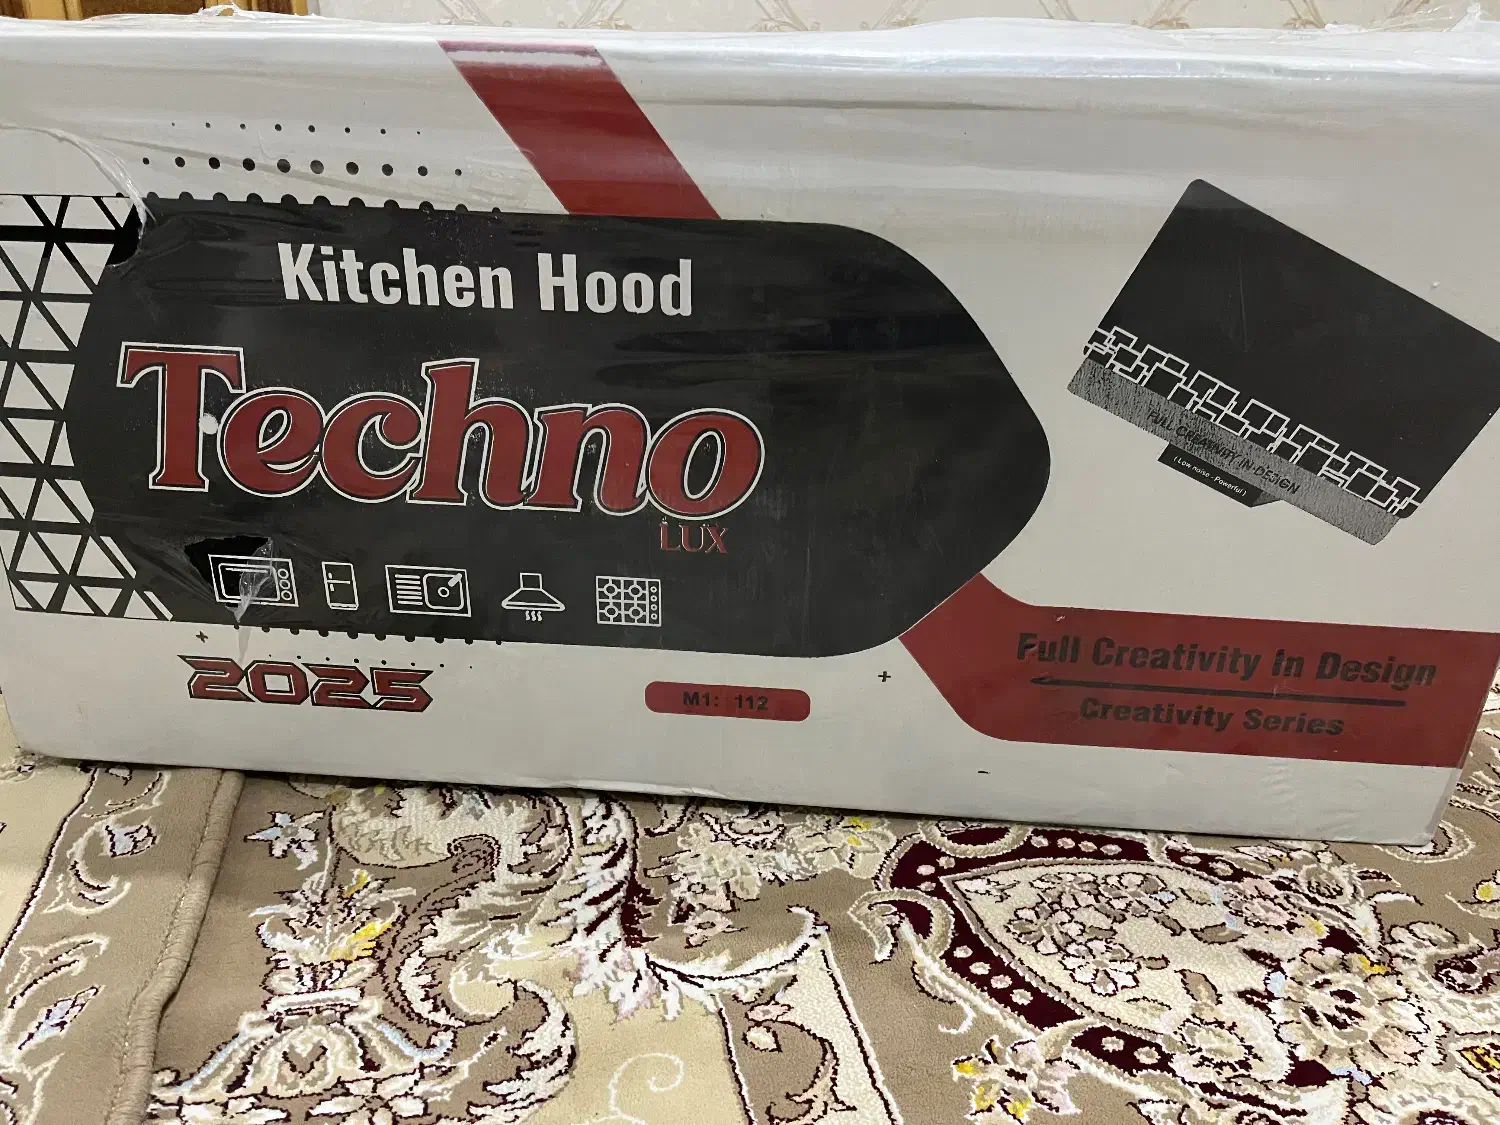 Kitchen Hood
Techno
LUX
2025
M1: 112
FULL CREATIVITY IN DESIGN
(Low noise - Powerful)
Full Creativity In Design
Creativity Series